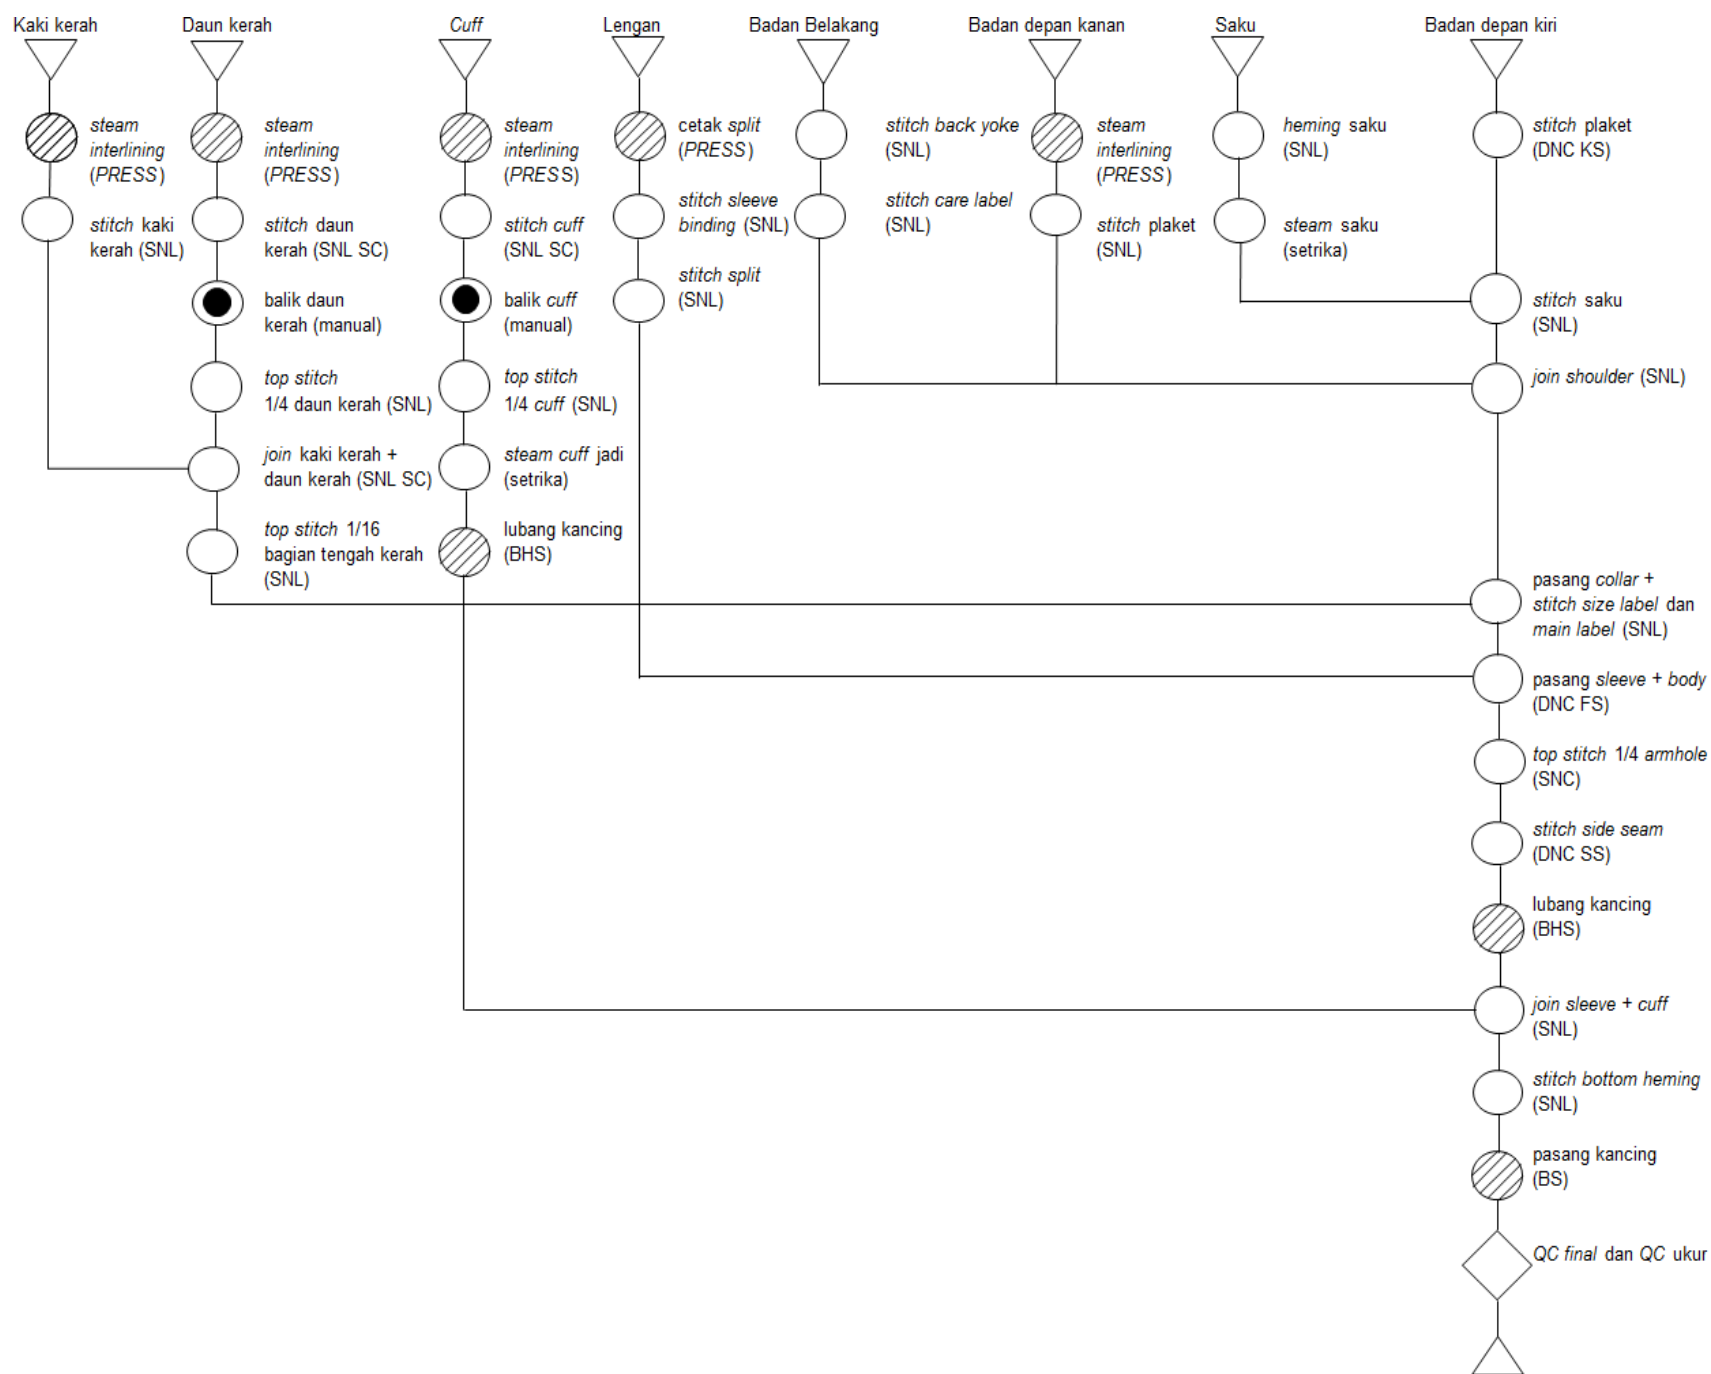 Kaki kerah
Daun kerah
Cuff
Lengan
Badan Belakang
Badan depan kanan
Saku
Badan depan kiri
steam
interlining
(PRESS)
stitch kaki
kerah (SNL)
steam
interlining
(PRESS)
stitch daun
kerah (SNL SC)
balik daun
kerah (manual)
top stitch
1/4 daun kerah (SNL)
join kaki kerah +
daun kerah (SNL SC)
top stitch 1/16
bagian tengah kerah
(SNL)
steam
interlining
(PRESS)
stitch cuff
(SNL SC)
balik cuff
(manual)
top stitch
1/4 cuff (SNL)
steam cuff jadi
(setrika)
lubang kancing
(BHS)
cetak split
(PRESS)
stitch sleeve
binding (SNL)
stitch split
(SNL)
stitch back yoke
(SNL)
stitch care label
(SNL)
steam
interlining
(PRESS)
stitch plaket
(SNL)
heming saku
(SNL)
steam saku
(setrika)
stitch plaket
(DNC KS)
stitch saku
(SNL)
join shoulder (SNL)
pasang collar +
stitch size label dan
main label (SNL)
pasang sleeve + body
(DNC FS)
top stitch 1/4 armhole
(SNC)
stitch side seam
(DNC SS)
lubang kancing
(BHS)
join sleeve + cuff
(SNL)
stitch bottom heming
(SNL)
pasang kancing
(BS)
QC final dan QC ukur